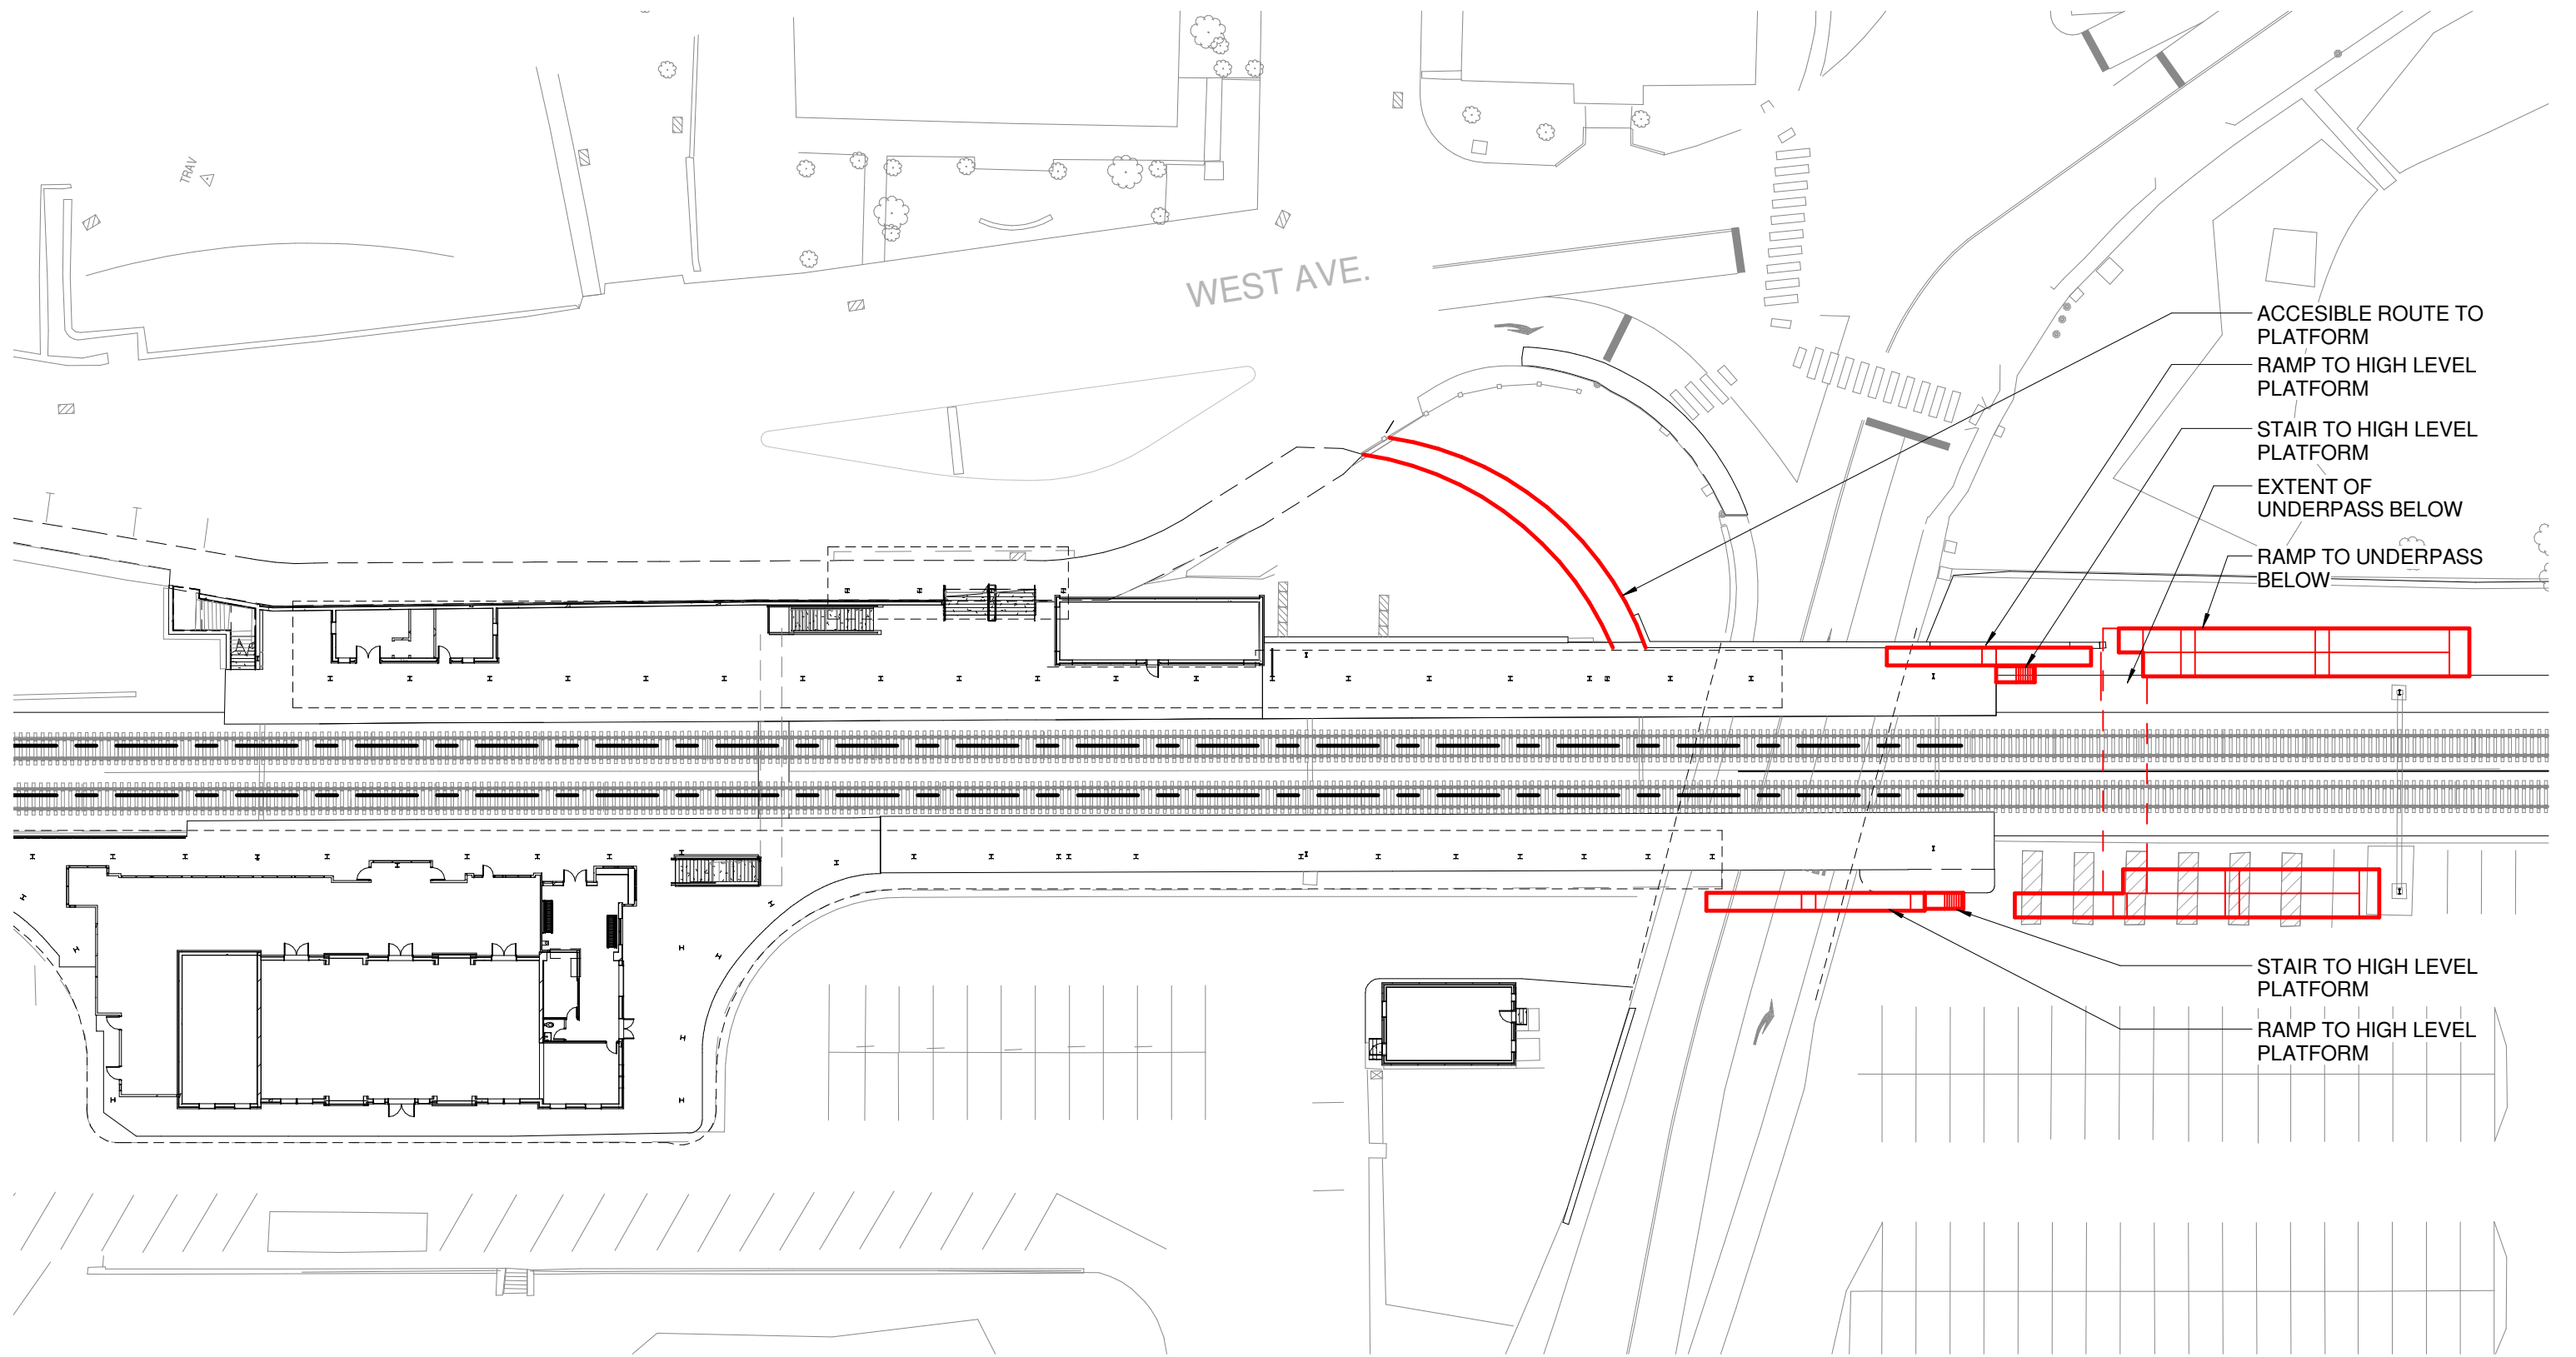 TRAV
WEST AVE.
ACCESIBLE ROUTE TO
PLATFORM
RAMP TO HIGH LEVEL
PLATFORM
STAIR TO HIGH LEVEL
PLATFORM
EXTENT OF
UNDERPASS BELOW
RAMP TO UNDERPASS
BELOW
STAIR TO HIGH LEVEL
PLATFORM
RAMP TO HIGH LEVEL
PLATFORM